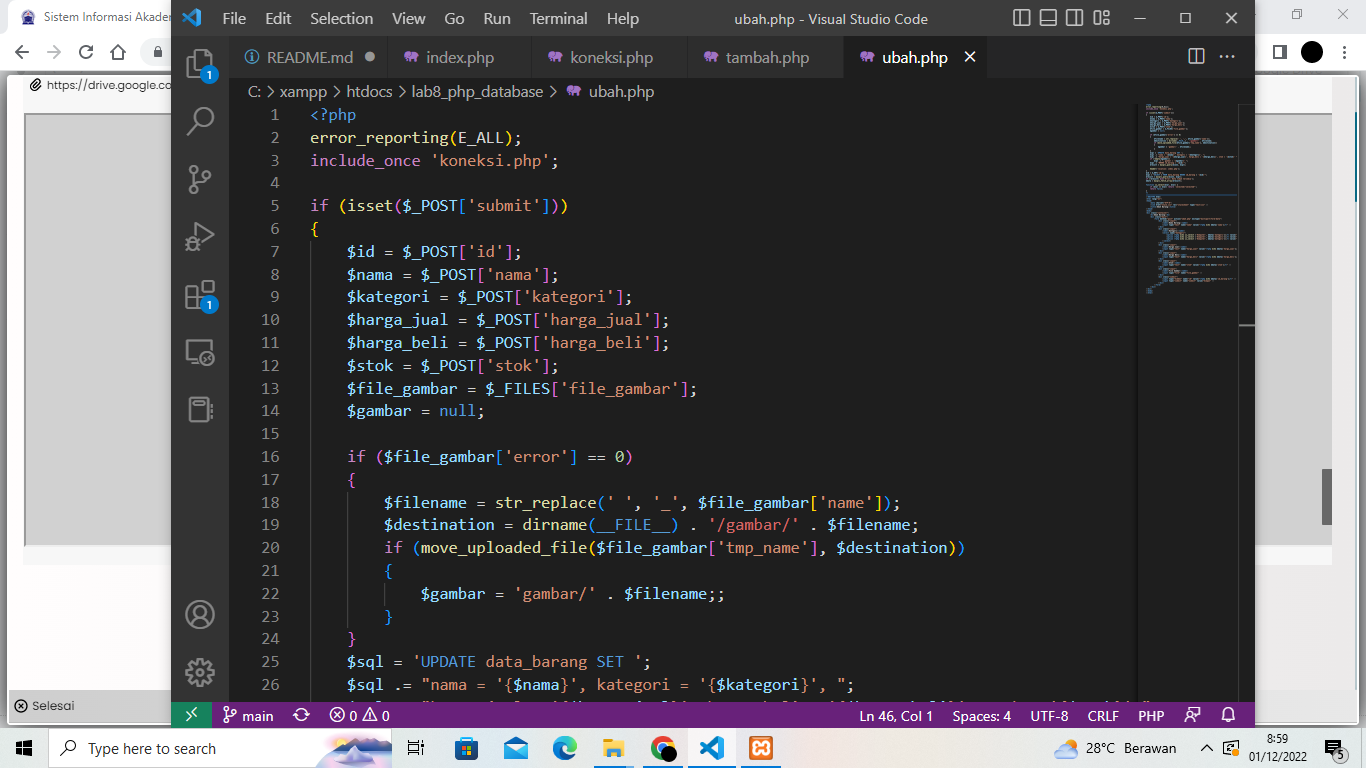 Sistem Informasi Akader
File Edit Selection View Go Run Terminal Help
ubah.php - Visual Studio Code
https://drive.google.co
README.md index.php koneksi.php tambah.php ubah.php
C: > xampp > htdocs > lab8_php_database > ubah.php
1 <?php
2 error_reporting(E_ALL);
3 include_once 'koneksi.php';
4
5 if (isset($_POST['submit']))
6 {
7 $id = $_POST['id'];
8 $nama = $_POST['nama'];
9 $kategori = $_POST['kategori'];
10 $harga_jual = $_POST['harga_jual'];
11 $harga_beli = $_POST['harga_beli'];
12 $stok = $_POST['stok'];
13 $file_gambar = $_FILES['file_gambar'];
14 $gambar = null;
15
16 if ($file_gambar['error'] == 0)
17 {
18 $filename = str_replace(' ', '_', $file_gambar['name']);
19 $destination = dirname(__FILE__) . '/gambar/' . $filename;
20 if (move_uploaded_file($file_gambar['tmp_name'], $destination))
21 {
22 $gambar = 'gambar/' . $filename;;
23 }
24 }
25 $sql = 'UPDATE data_barang SET ';
26 $sql .= "nama = '{$nama}', kategori = '{$kategori}', ";
1
1
Selesai
main 0 0 Ln 46, Col 1 Spaces: 4 UTF-8 CRLF PHP
Type here to search
28°C Berawan
8:59
01/12/2022
5